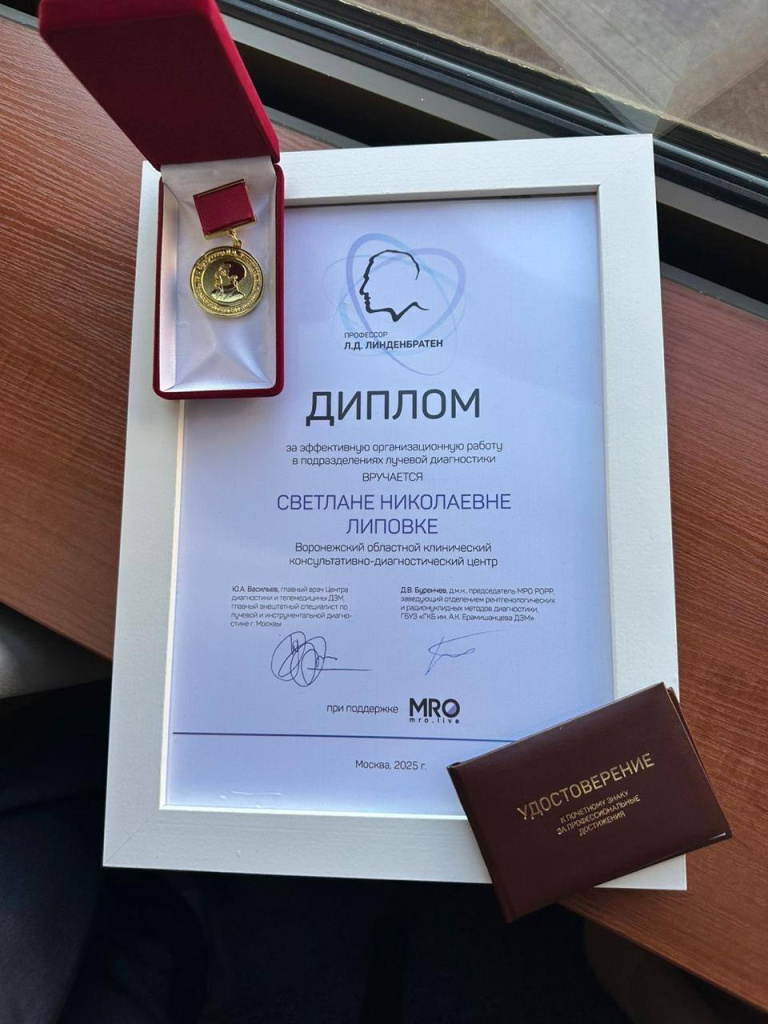 ПРОФЕССОР
Л.Д. ЛИНДЕНБРАТЕН
ДИПЛОМ
за эффективную организационную работу
в подразделениях лучевой диагностики
ВРУЧАЕТСЯ
СВЕТЛАНЕ НИКОЛАЕВНЕ
ЛИПОВКЕ
Воронежский областной клинический
консультативно-диагностический центр
Ю.А. Васильев, главный врач Центра
диагностики и телемедицины ДЗМ,
главный внештатный специалист по
лучевой и инструментальной диагно-
стике г. Москвы
Д.В. Буренчев, д.м.н., председатель МРО РОРР,
заведующий отделением рентгенологических
и радионуклидных методов диагностики,
ГБУЗ «ГКБ им. А.К. Ерамишанцева ДЗМ»
при поддержке MRO
mro.live
Москва, 2025 г.
УДОСТОВЕРЕНИЕ
К ПОЧЕТНОМУ ЗНАКУ
ЗА ПРОФЕССИОНАЛЬНЫЕ
ДОСТИЖЕНИЯ